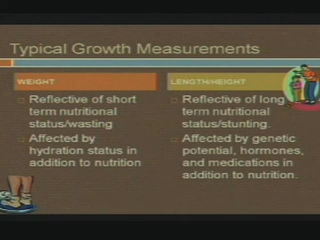 Typical Growth Measurements
WEIGHT
Reflective of short
term nutritional
status/wasting
Affected by
hydration status in
addition to nutrition
LENGTH/HEIGHT
Reflective of long
term nutritional
status/stunting.
Affected by genetic
potential, hormones,
and medications in
addition to nutrition.